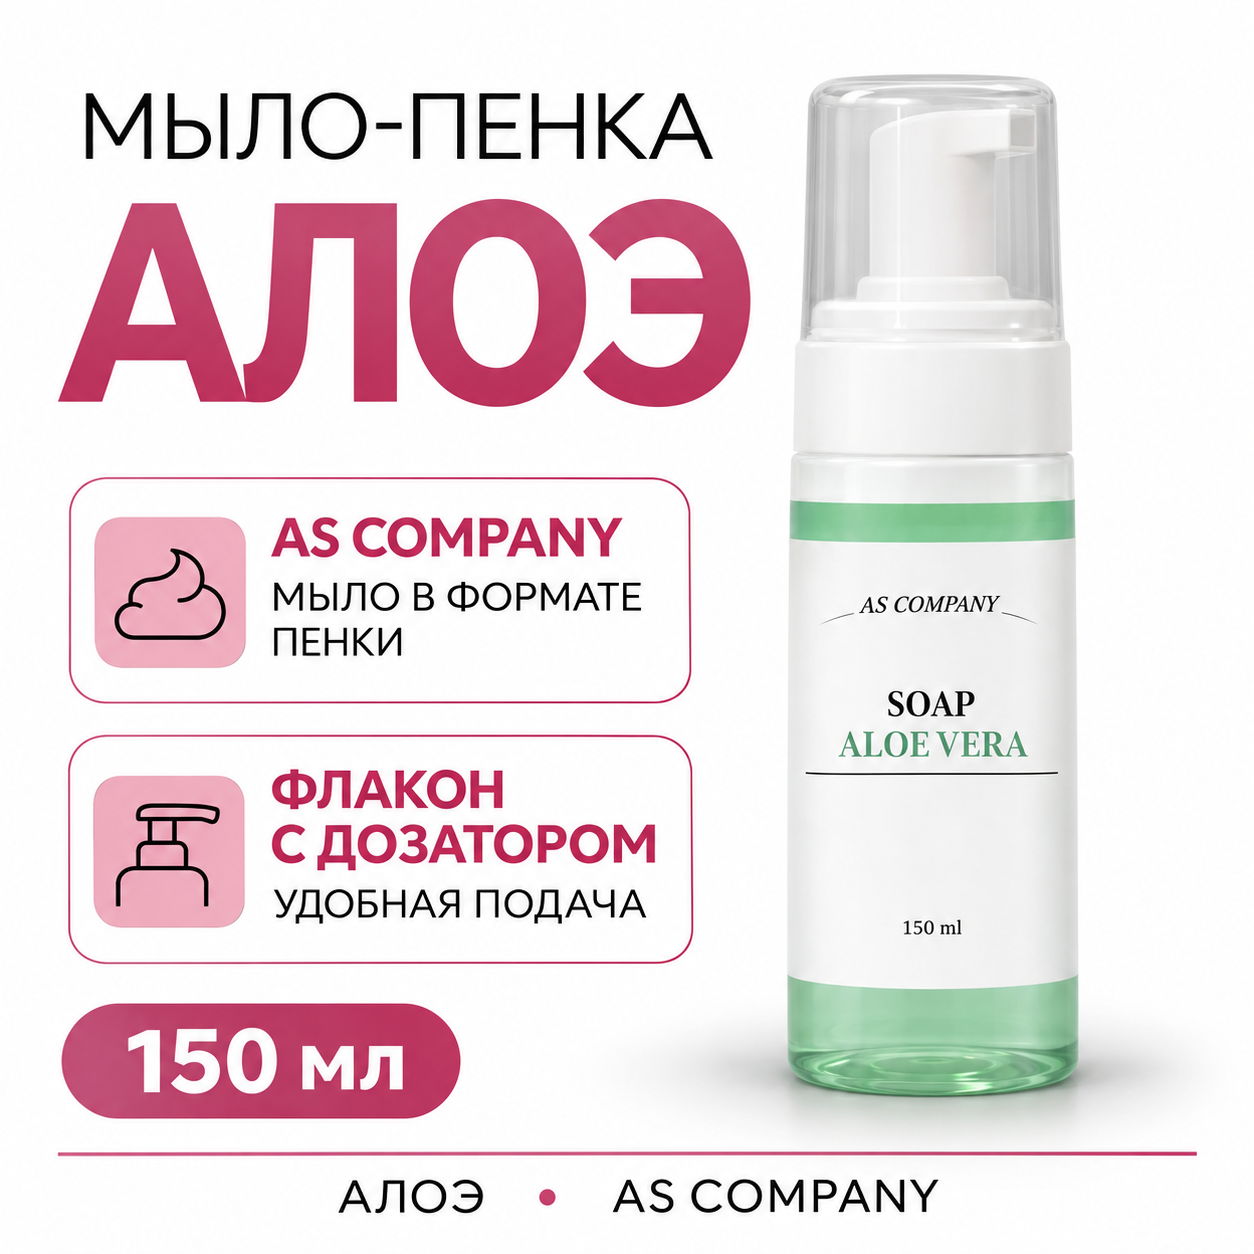 МЫЛО-ПЕНКА
АЛОЭ
AS COMPANY
МЫЛО В ФОРМАТЕ
ПЕНКИ
ФЛАКОН
С ДОЗАТОРОМ
УДОБНАЯ ПОДАЧА
150 мл
AS COMPANY
SOAP
ALOE VERA
150 ml
АЛОЭ • AS COMPANY